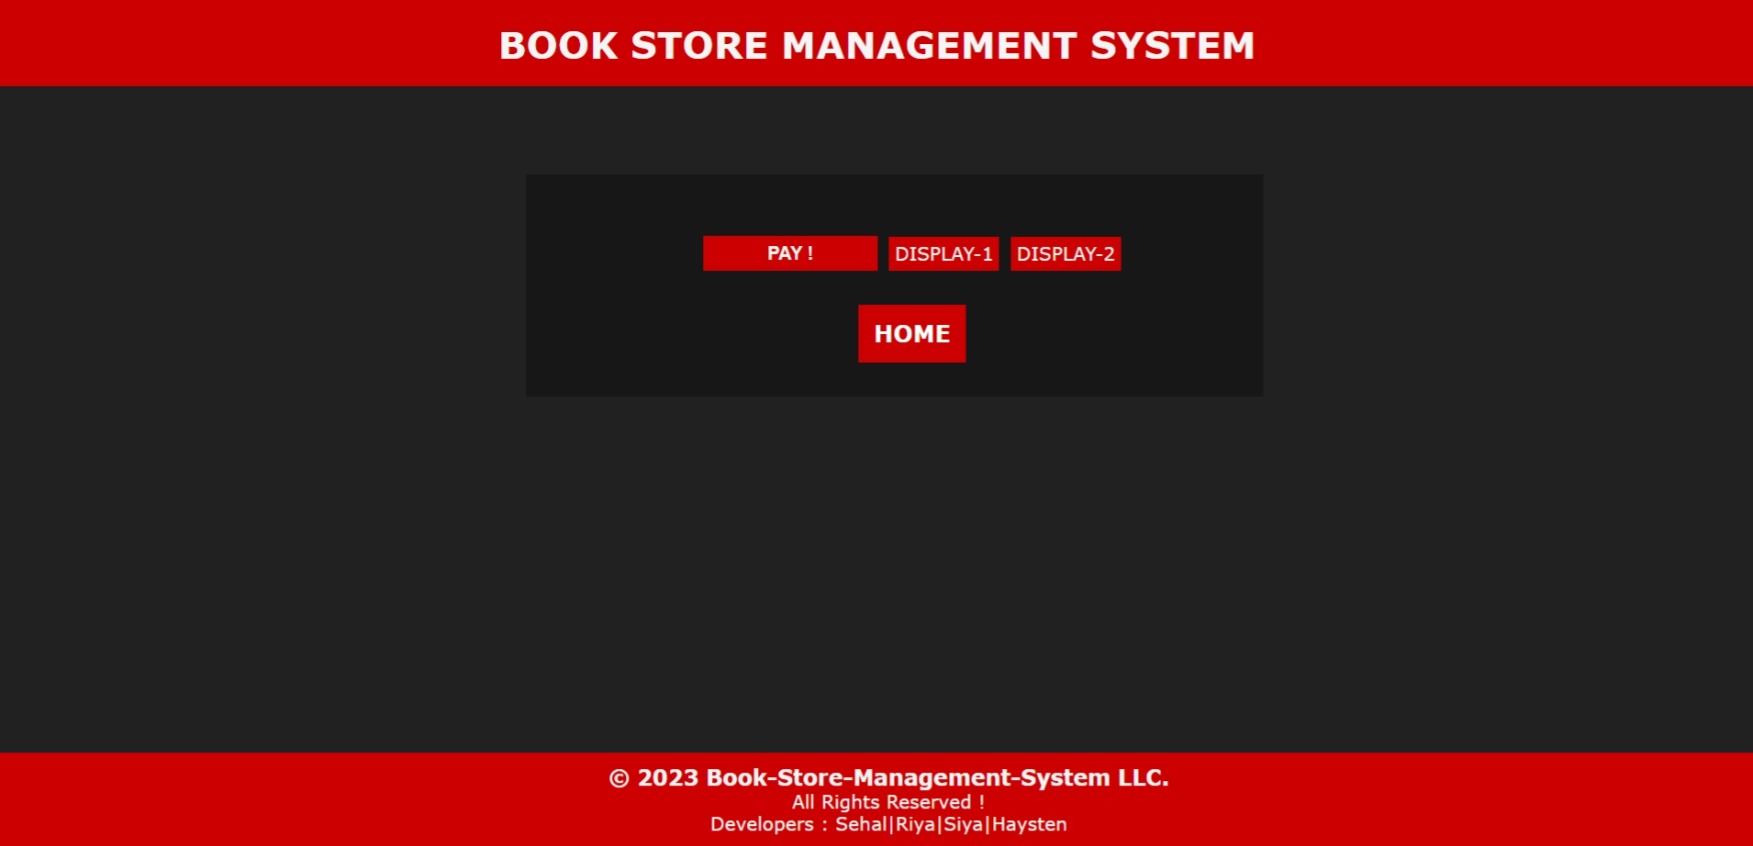 BOOK STORE MANAGEMENT SYSTEM
PAY ! DISPLAY-1 DISPLAY-2
HOME
© 2023 Book-Store-Management-System LLC.
All Rights Reserved !
Developers : Sehal|Riya|Siya|Haysten